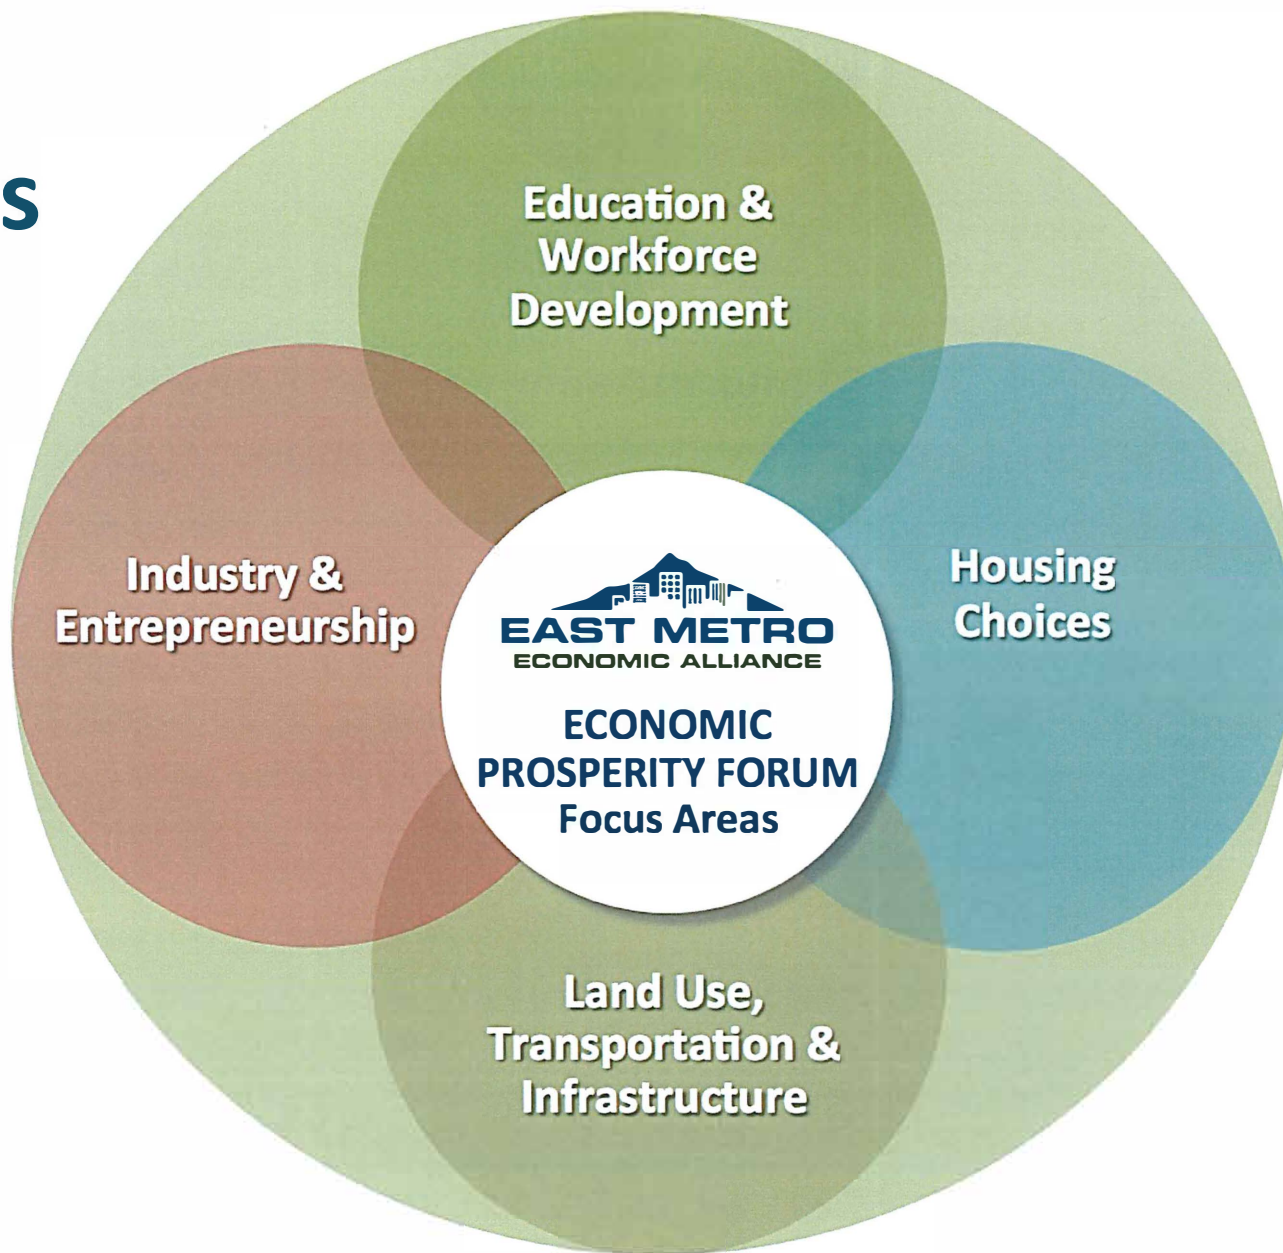 s
Education &
Workforce
Development
Industry &
Entrepreneurship
Housing
Choices
EAST METRO
ECONOMIC ALLIANCE
ECONOMIC
PROSPERITY FORUM
Focus Areas
Land Use,
Transportation &
Infrastructure